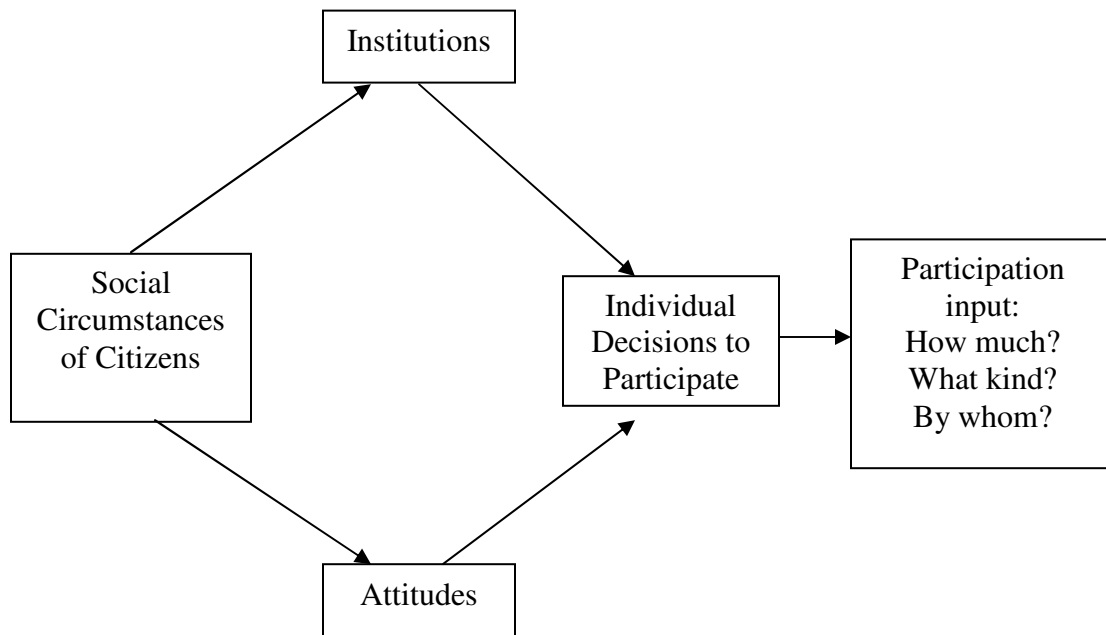 Institutions
Social
Circumstances
of Citizens
Individual
Decisions to
Participate
Participation
input:
How much?
What kind?
By whom?
Attitudes